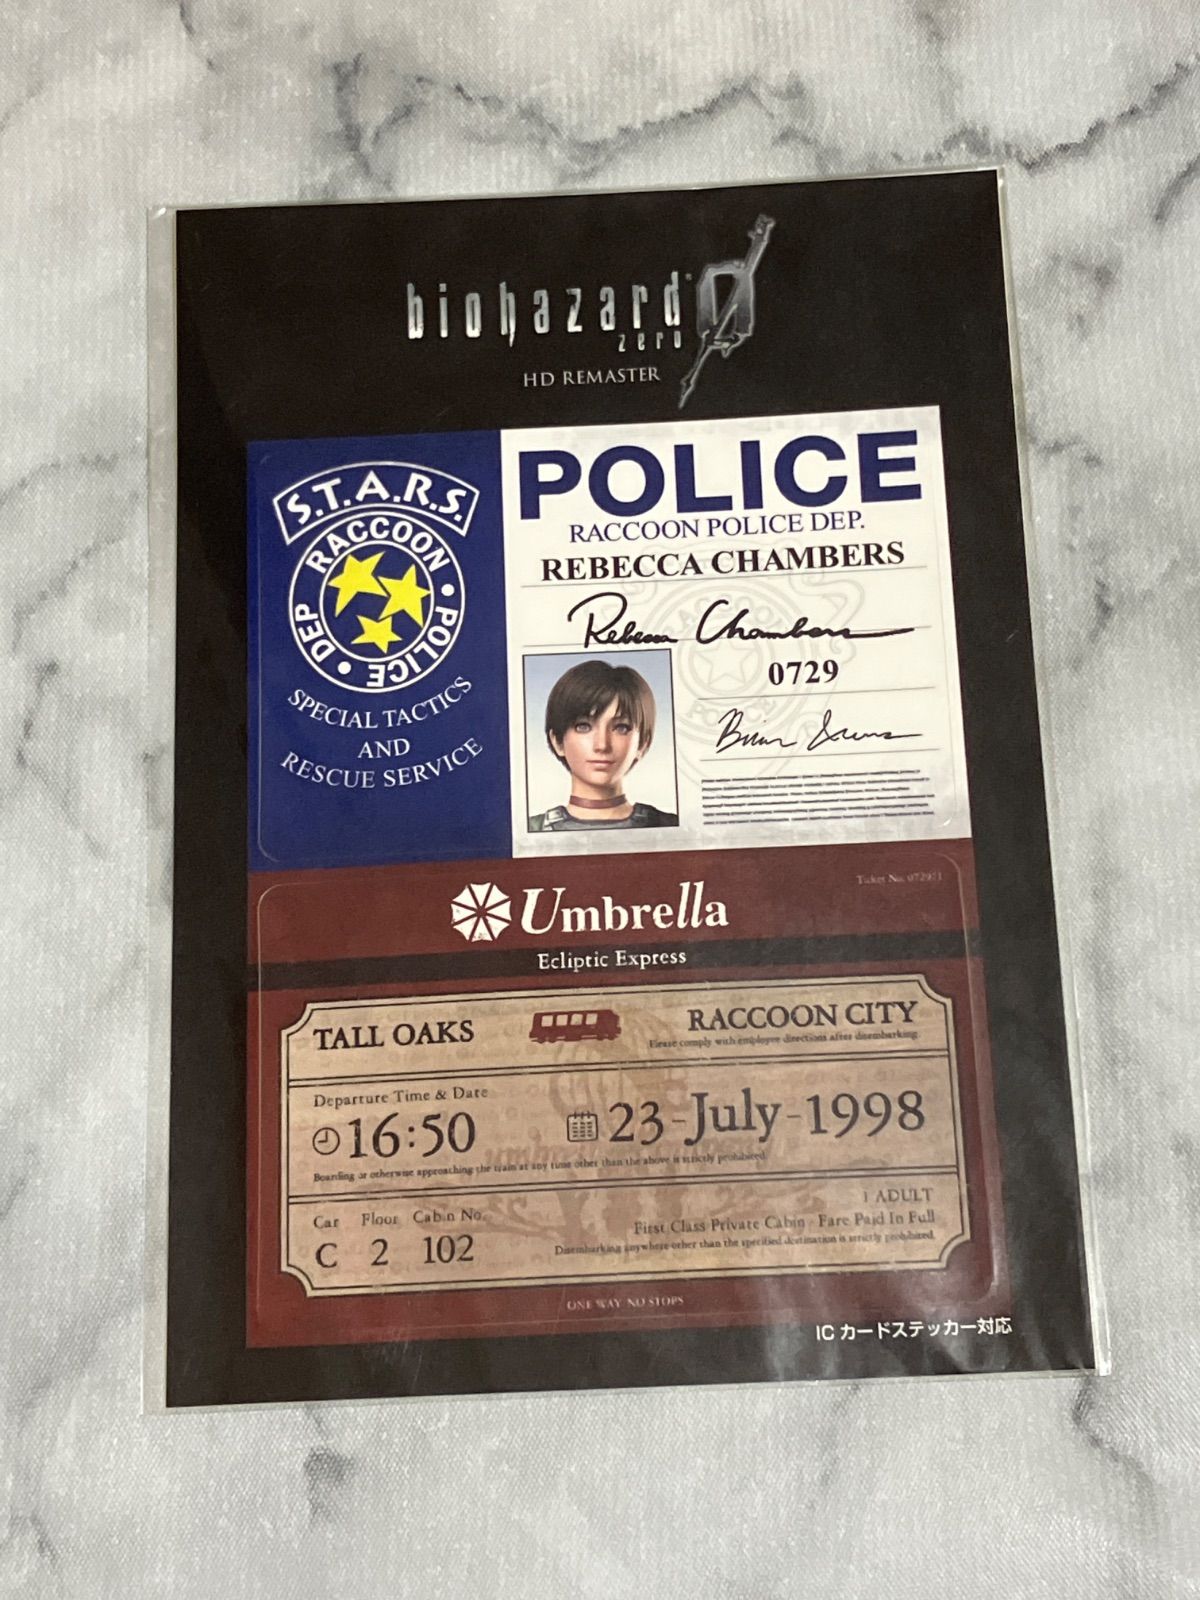 biohazard
zero
HD REMASTER
S.T.A.R.S.
RACCOON POLICE DEP
SPECIAL TACTICS
AND
RESCUE SERVICE
POLICE
RACCOON POLICE DEP.
REBECCA CHAMBERS
Rebecca Chambers
0729
Umbrella
Ecliptic Express
TALL OAKS
RACCOON CITY
Please comply with employee directions after disembarking.
Departure Time & Date
16:50
23-July-1998
Boarding or otherwise approaching the train at any time other than the above is strictly prohibited.
1 ADULT
Car Floor Cabin No.
First Class Private Cabin - Fare Paid In Full
C 2 102
Disembarking anywhere other than the specified destination is strictly prohibited.
ONE WAY NO STOPS
ICカードステッカー対応